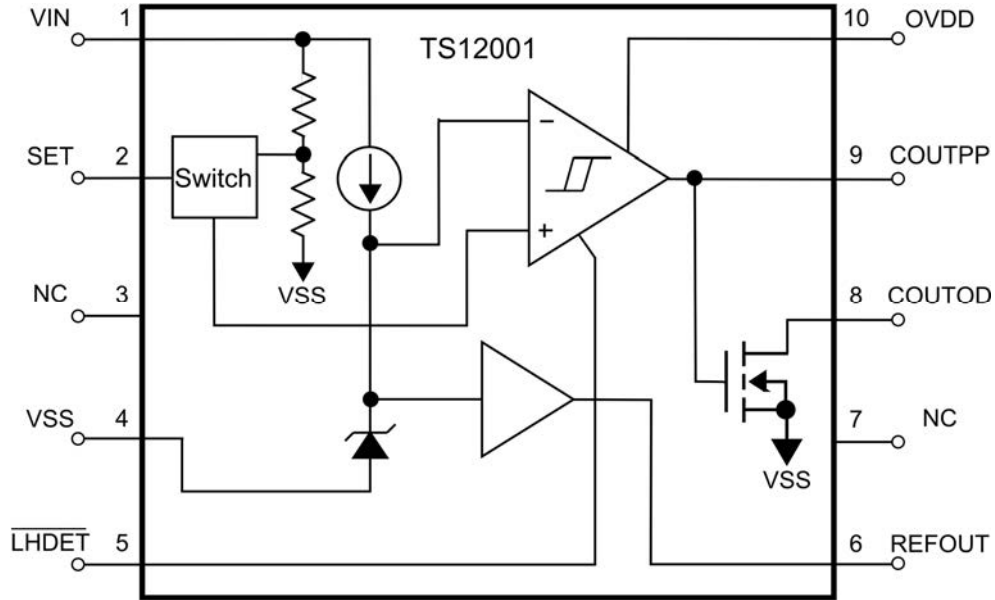 VIN 1
TS12001
10 OVDD
SET 2
Switch
−
9 COUTPP
+
NC 3
VSS
8 COUTOD
VSS 4
7 NC
VSS
LHDET 5
6 REFOUT